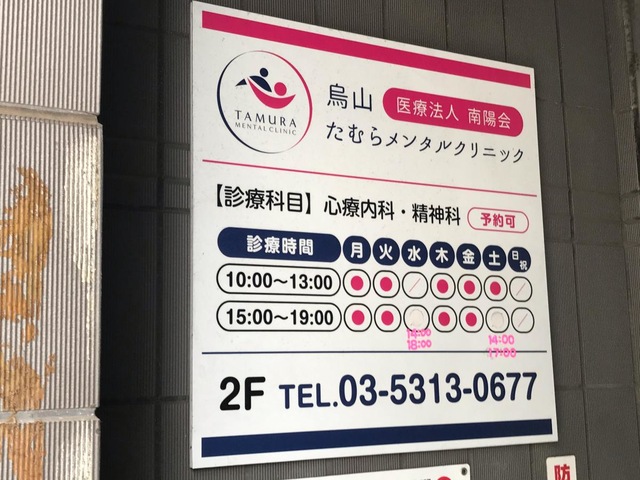 TAMURA
MENTAL CLINIC
烏山 医療法人 南陽会
たむらメンタルクリニック
【診療科目】心療内科・精神科 予約可
診療時間 月 火 水 木 金 土 日祝
10:00〜13:00
15:00〜19:00
14:00 14:00
18:00 17:00
2F TEL.03-5313-0677
防